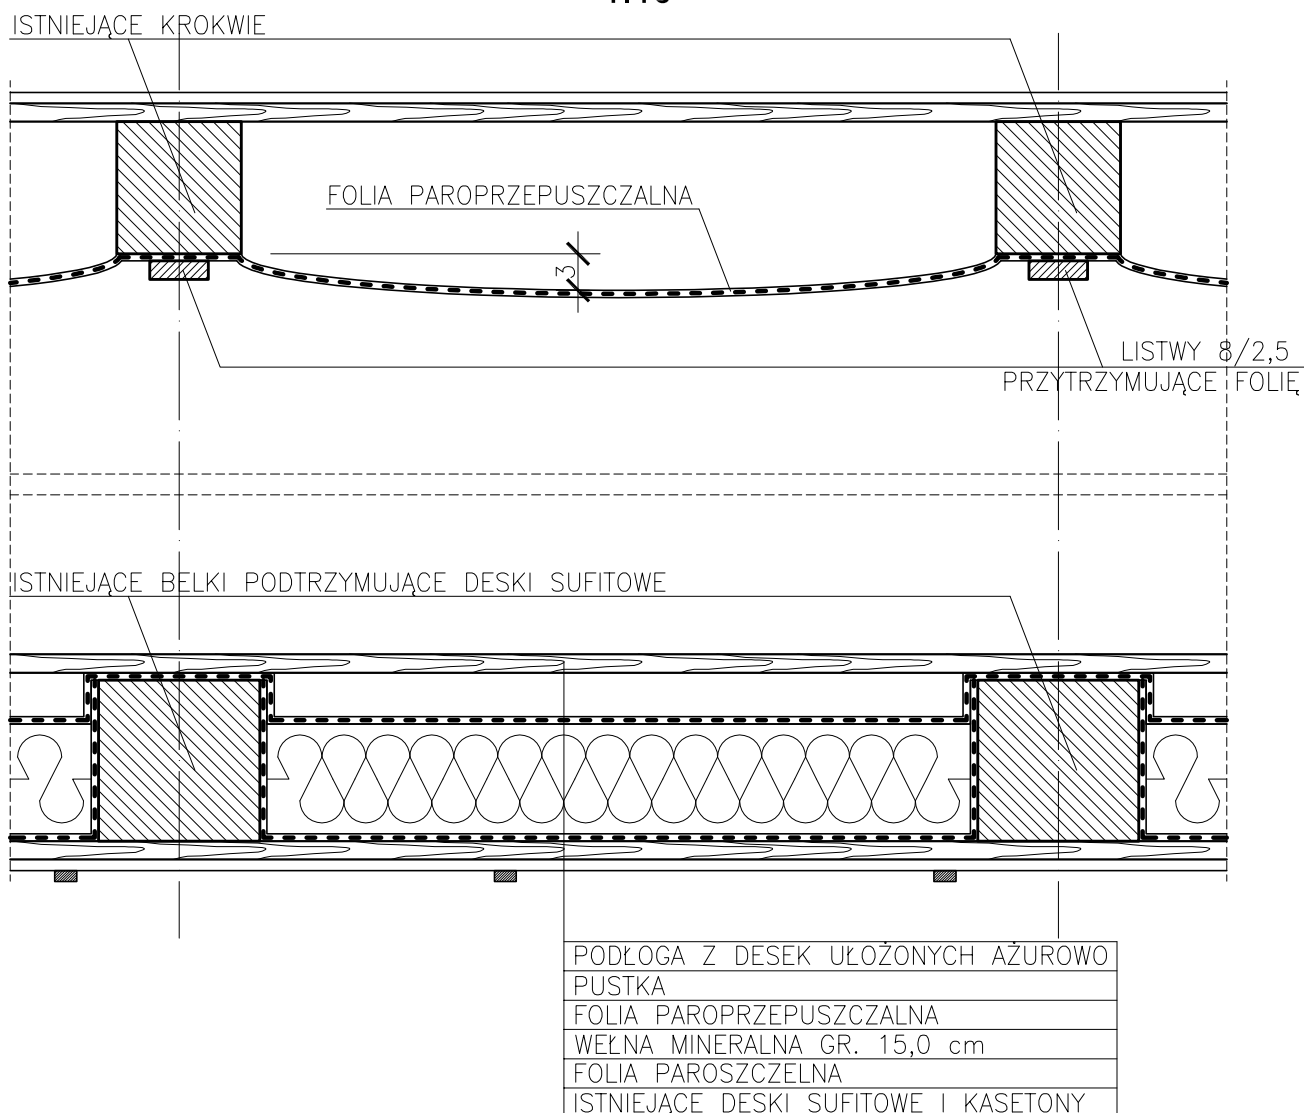 ISTNIEJĄCE KROKWIE
FOLIA PAROPRZEPUSZCZALNA
3
LISTWY 8/2,5
PRZYTRZYMUJĄCE FOLIĘ
ISTNIEJĄCE BELKI PODTRZYMUJĄCE DESKI SUFITOWE
PODŁOGA Z DESEK UŁOŻONYCH AŻUROWO
PUSTKA
FOLIA PAROPRZEPUSZCZALNA
WEŁNA MINERALNA GR. 15,0 cm
FOLIA PAROSZCZELNA
ISTNIEJĄCE DESKI SUFITOWE I KASETONY